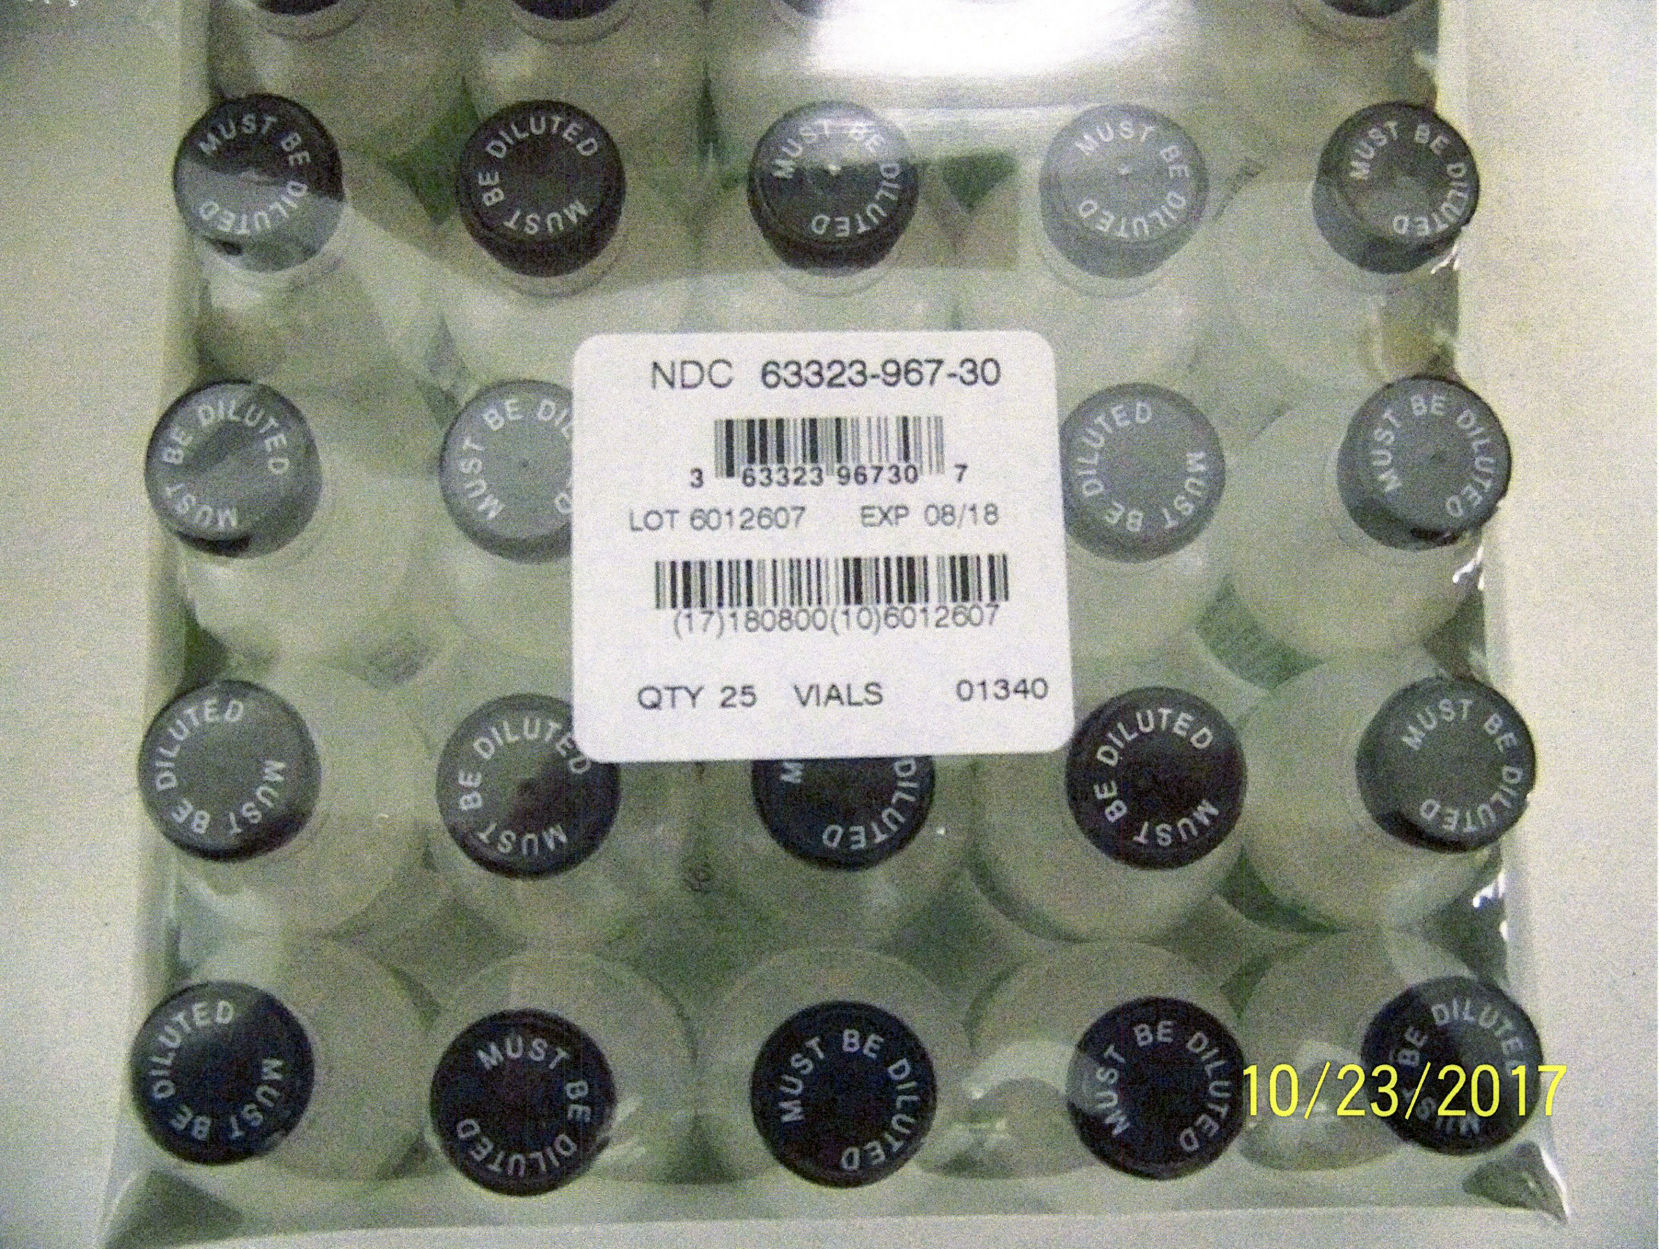 MUST BE DILUTED
MUST BE DILUTED
MUST BE DILUTED
MUST BE DILUTED
MUST BE DILUTED
NDC 63323-967-30
3 63323 96730 7
LOT 6012607 EXP 08/18
(17)180800(10)6012607
QTY 25 VIALS 01340
MUST BE DILUTED
MUST BE DI
MUST BE DILUTED
MUST BE DILUTED
MUST BE DILUTED
MUST BE DILUTED
DILUTED
MUST BE DILUTED
MUST BE DILUTED
MUST BE DILUTED
MUST BE DILUTED
MUST BE DILUTED
MUST BE DILUTED
MUST BE DILUTED
10/23/2017